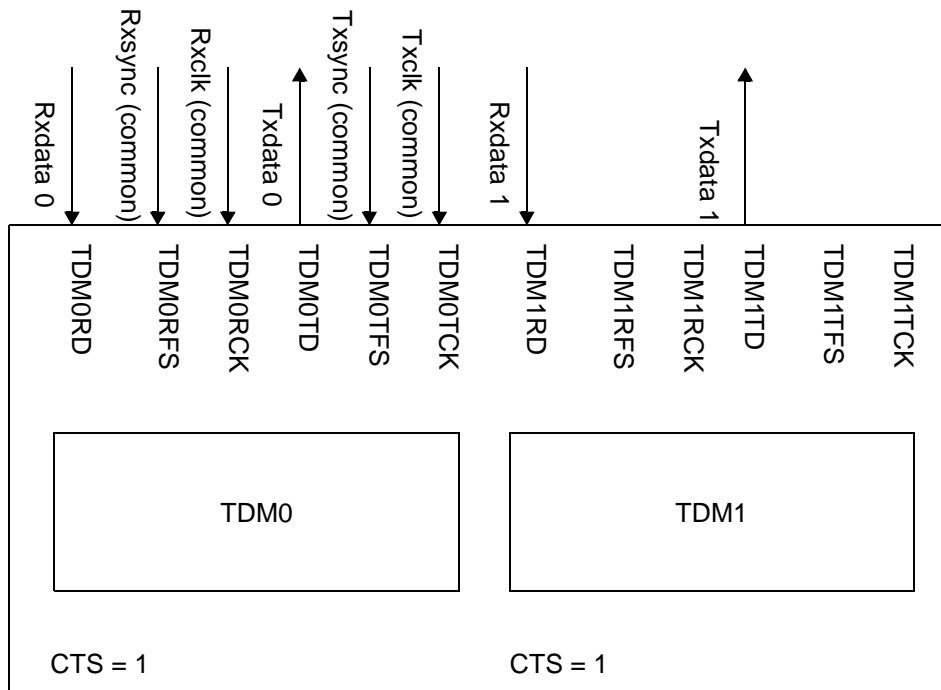 Rxdata 0
Rxsync (common)
Rxclk (common)
Txdata 0
Txsync (common)
Txclk (common)
Rxdata 1
Txdata 1
TDM0RD
TDM0RFS
TDM0RCK
TDM0TD
TDM0TFS
TDM0TCK
TDM1RD
TDM1RFS
TDM1RCK
TDM1TD
TDM1TFS
TDM1TCK
TDM0
TDM1
CTS = 1
CTS = 1